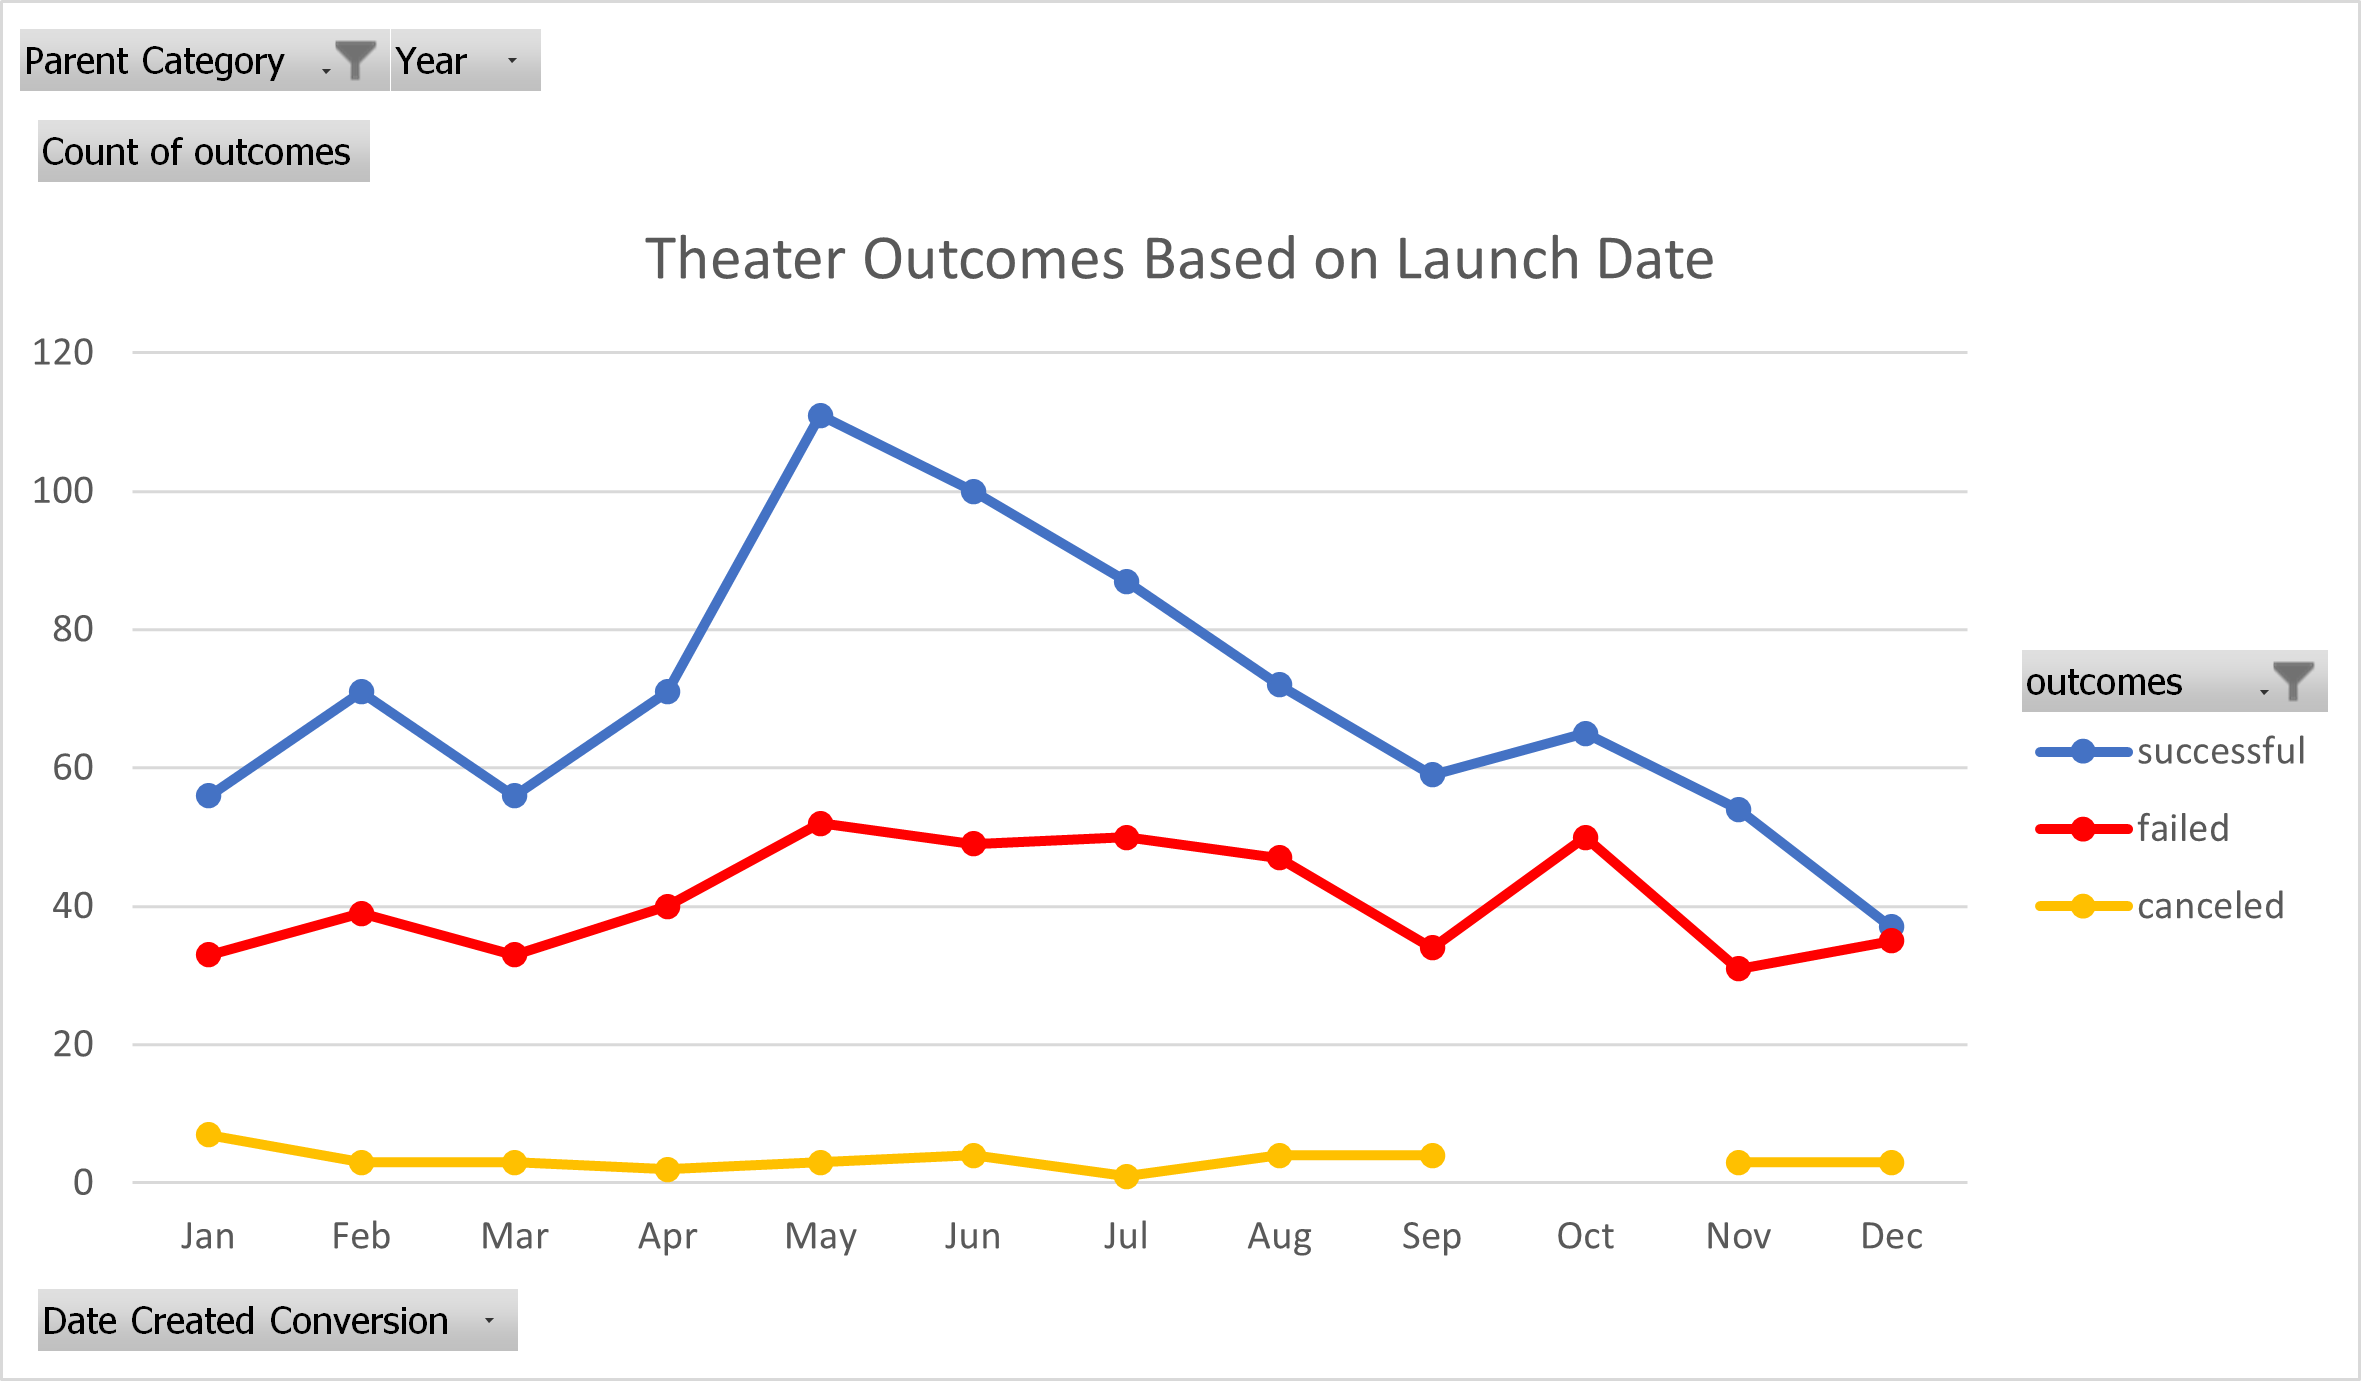 Parent Category Year
Count of outcomes
Theater Outcomes Based on Launch Date
120
100
80
60
40
20
0
Jan Feb Mar Apr May Jun Jul Aug Sep Oct Nov Dec
outcomes
successful
failed
canceled
Date Created Conversion